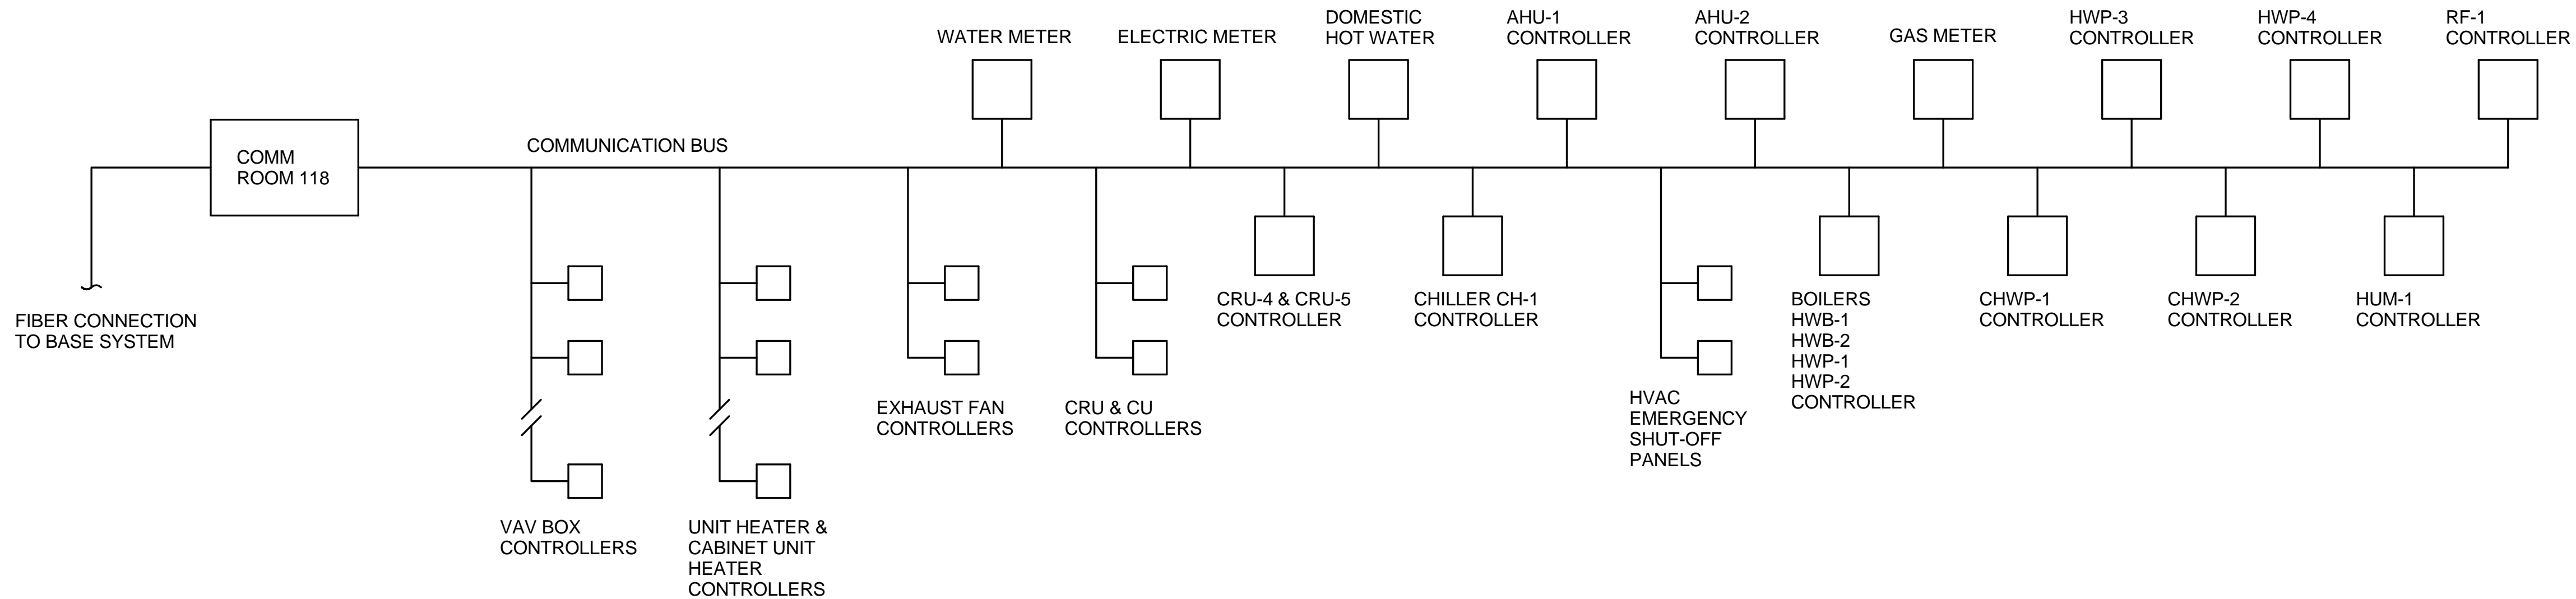 WATER METER
ELECTRIC METER
DOMESTIC
HOT WATER
AHU-1
CONTROLLER
AHU-2
CONTROLLER
GAS METER
HWP-3
CONTROLLER
HWP-4
CONTROLLER
RF-1
CONTROLLER
COMM
ROOM 118
COMMUNICATION BUS
FIBER CONNECTION
TO BASE SYSTEM
VAV BOX
CONTROLLERS
UNIT HEATER &
CABINET UNIT
HEATER
CONTROLLERS
EXHAUST FAN
CONTROLLERS
CRU & CU
CONTROLLERS
CRU-4 & CRU-5
CONTROLLER
CHILLER CH-1
CONTROLLER
HVAC
EMERGENCY
SHUT-OFF
PANELS
BOILERS
HWB-1
HWB-2
HWP-1
HWP-2
CONTROLLER
CHWP-1
CONTROLLER
CHWP-2
CONTROLLER
HUM-1
CONTROLLER